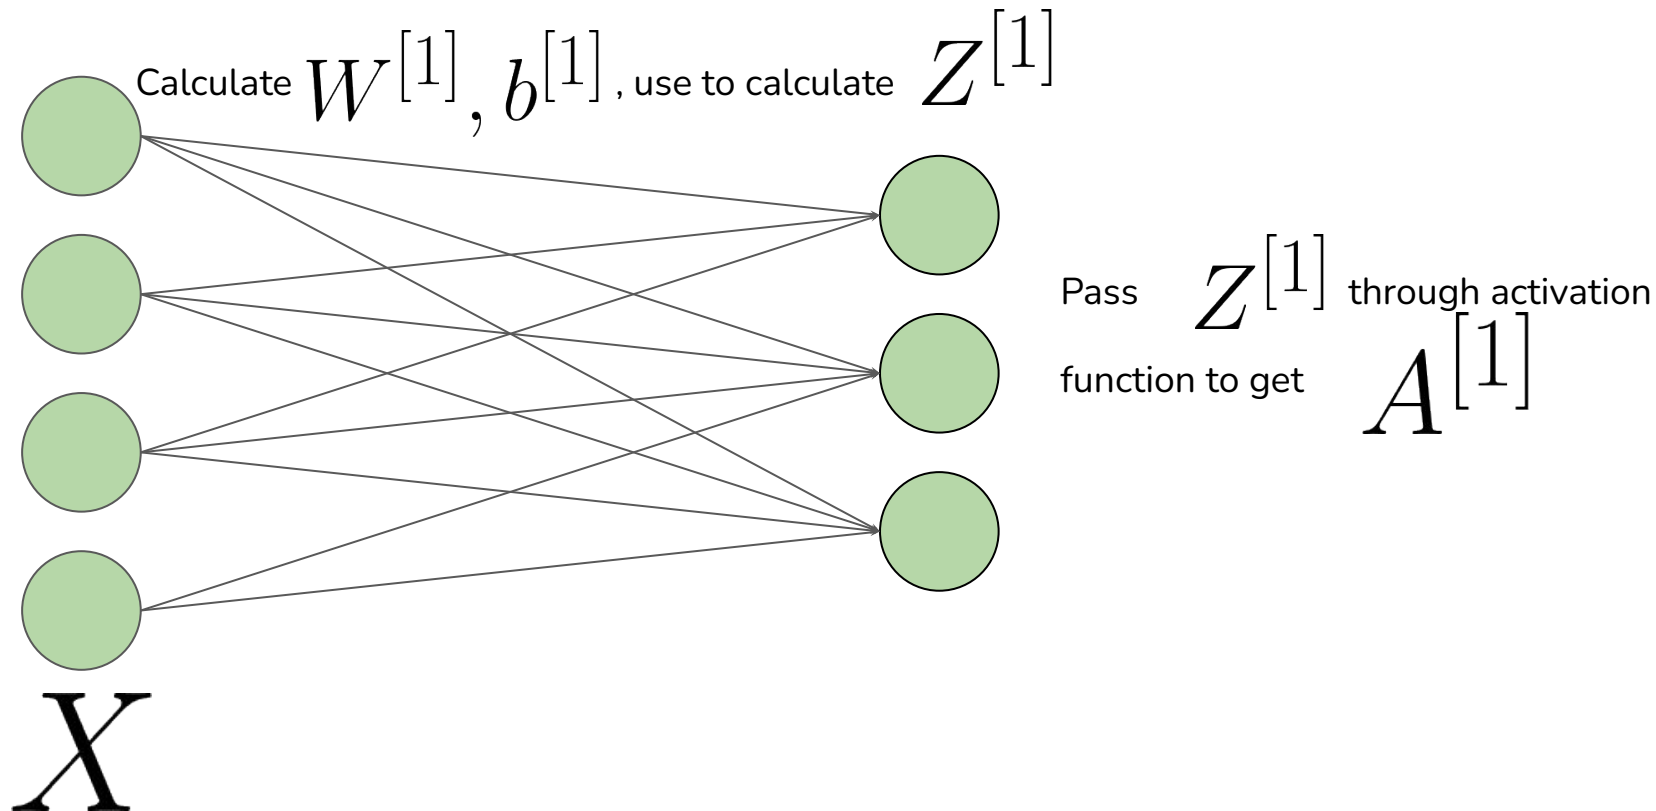 Calculate W^{[1]}, b^{[1]}, use to calculate Z^{[1]}
Pass Z^{[1]} through activation
function to get A^{[1]}
X